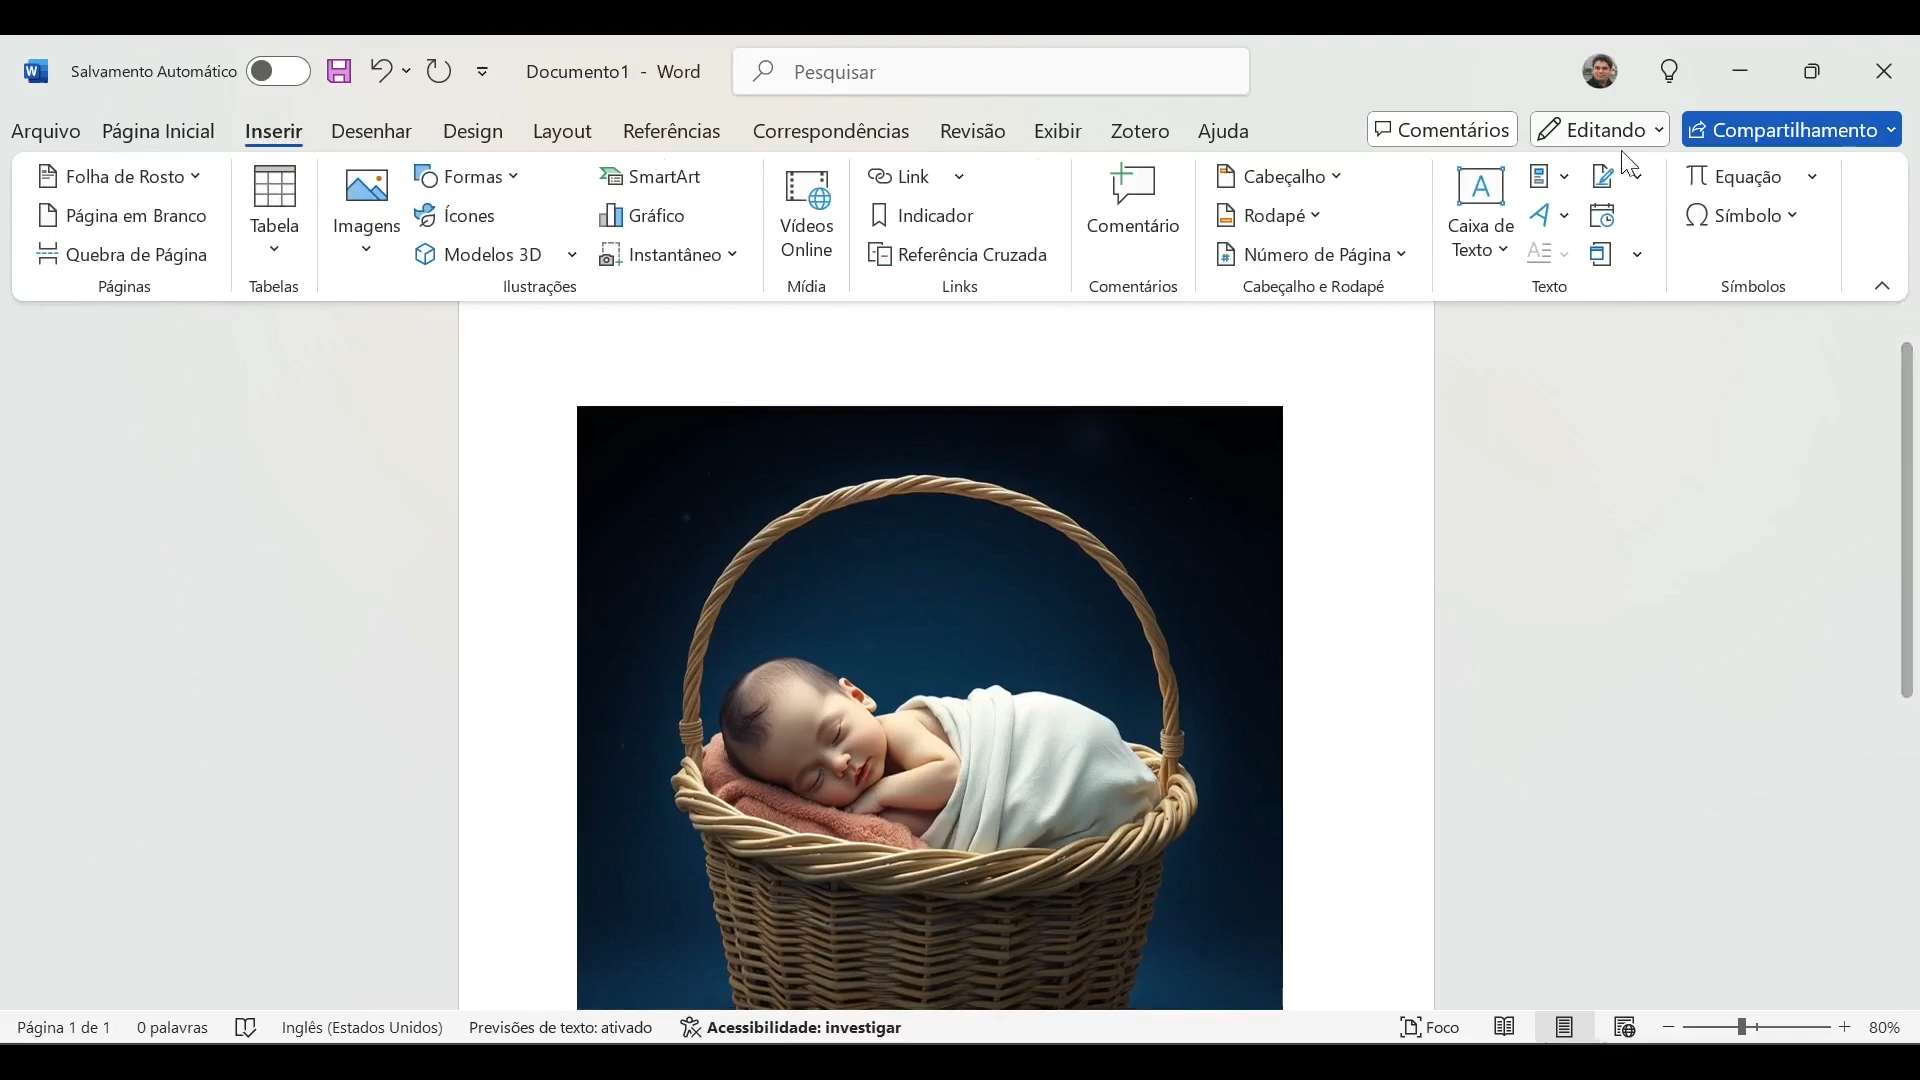 Salvamento Automático Documento1 - Word Pesquisar
Arquivo Página Inicial Inserir Desenhar Design Layout Referências Correspondências Revisão Exibir Zotero Ajuda Comentários Editando Compartilhamento
Folha de Rosto
Página em Branco
Quebra de Página
Páginas
Tabela
Tabelas
Imagens
Formas
Ícones
Modelos 3D
SmartArt
Gráfico
Instantâneo
Ilustrações
Vídeos
Online
Mídia
Link
Indicador
Referência Cruzada
Links
Comentário
Comentários
Cabeçalho
Rodapé
Número de Página
Cabeçalho e Rodapé
Caixa de
Texto
Texto
Equação
Símbolo
Símbolos
Página 1 de 1 0 palavras Inglês (Estados Unidos) Previsões de texto: ativado Acessibilidade: investigar Foco 80%